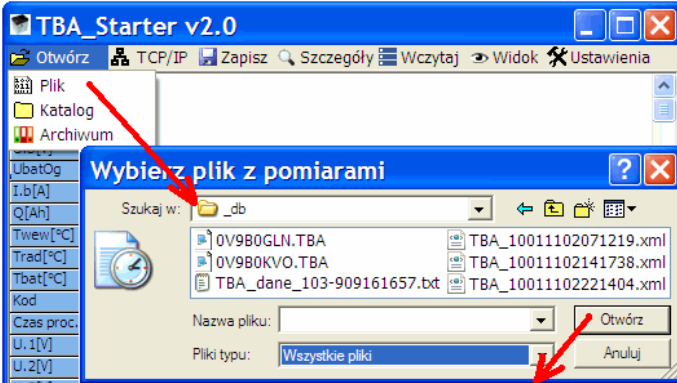 TBA_Starter v2.0
Otwórz TCP/IP Zapisz Szczegóły Wczytaj Widok Ustawienia
Plik
Katalog
Archiwum
UbatOg
I.b[A]
Q[Ah]
Twew[°C]
Trad[°C]
Tbat[°C]
Kod
Czas proc.
U.1[V]
U.2[V]
Wybierz plik z pomiarami
Szukaj w: _db
0V9B0GLN.TBA TBA_10011102071219.xml
0V9B0KVO.TBA TBA_10011102141738.xml
TBA_dane_103-909161657.txt TBA_10011102221404.xml
Nazwa pliku: Otwórz
Pliki typu: Wszystkie pliki Anuluj